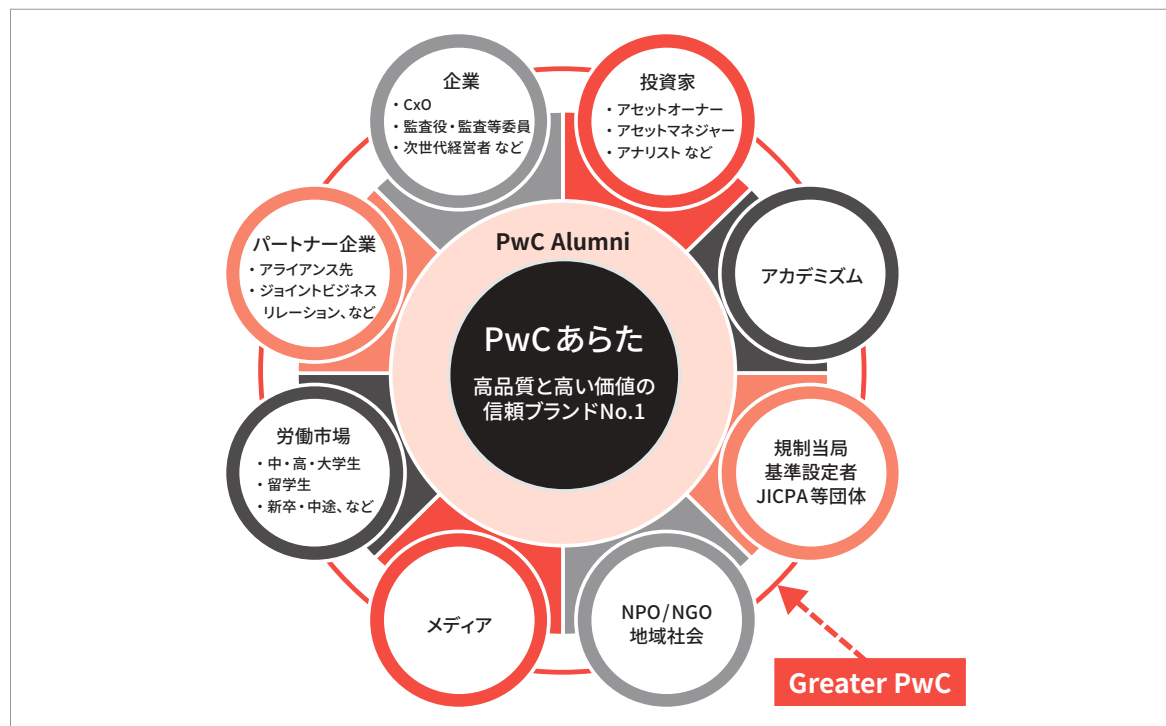 企業
・CxO
・監査役・監査等委員
・次世代経営者 など
投資家
・アセットオーナー
・アセットマネジャー
・アナリスト など
パートナー企業
・アライアンス先
・ジョイントビジネス
リレーション、など
PwC Alumni
アカデミズム
PwCあらた
高品質と高い価値の
信頼ブランドNo.1
労働市場
・中・高・大学生
・留学生
・新卒・中途、など
規制当局
基準設定者
JICPA等団体
メディア
NPO/NGO
地域社会
Greater PwC